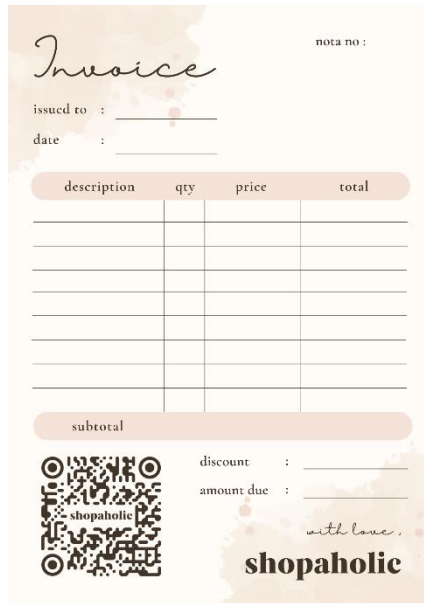 Invoice
nota no :
issued to :
date :
description qty price total
subtotal
shopaholic
discount :
amount due :
with love,
shopaholic